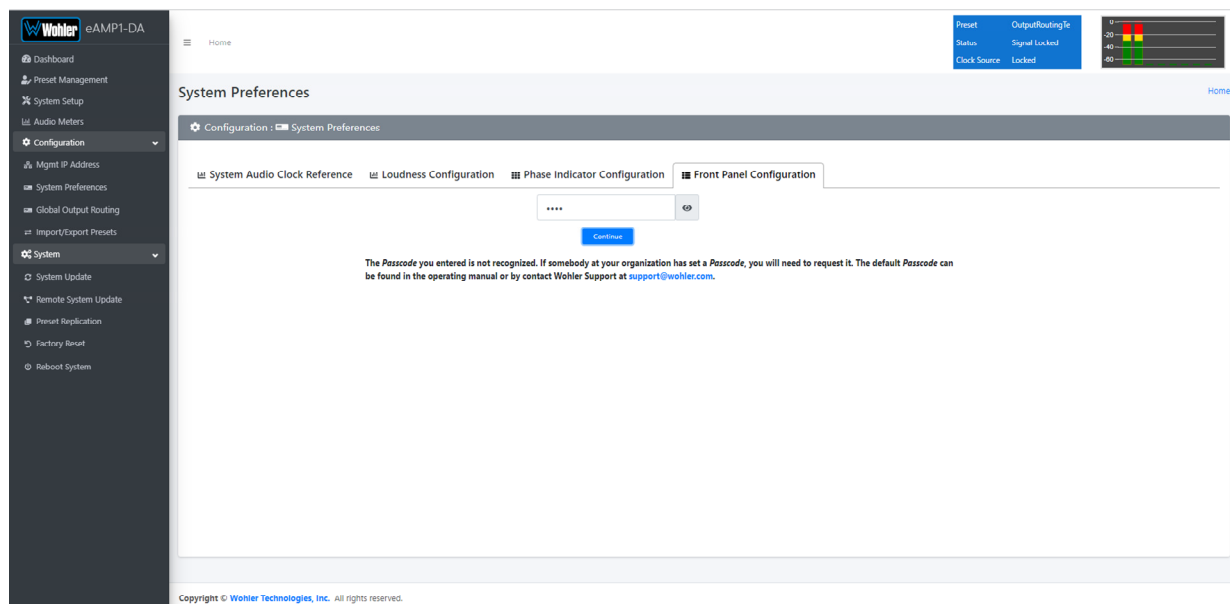 Wohler eAMP1-DA
Dashboard
Preset Management
System Setup
Audio Meters
Configuration
Mgmt IP Address
System Preferences
Global Output Routing
Import/Export Presets
System
System Update
Remote System Update
Preset Replication
Factory Reset
Reboot System
Home
Preset OutputRoutingTe
Status Signal Locked
Clock Source Locked
0
-20
-40
-60
System Preferences
Home
Configuration : System Preferences
System Audio Clock Reference Loudness Configuration Phase Indicator Configuration Front Panel Configuration
••••
Continue
The Passcode you entered is not recognized. If somebody at your organization has set a Passcode, you will need to request it. The default Passcode can
be found in the operating manual or by contact Wohler Support at support@wohler.com.
Copyright © Wohler Technologies, Inc. All rights reserved.